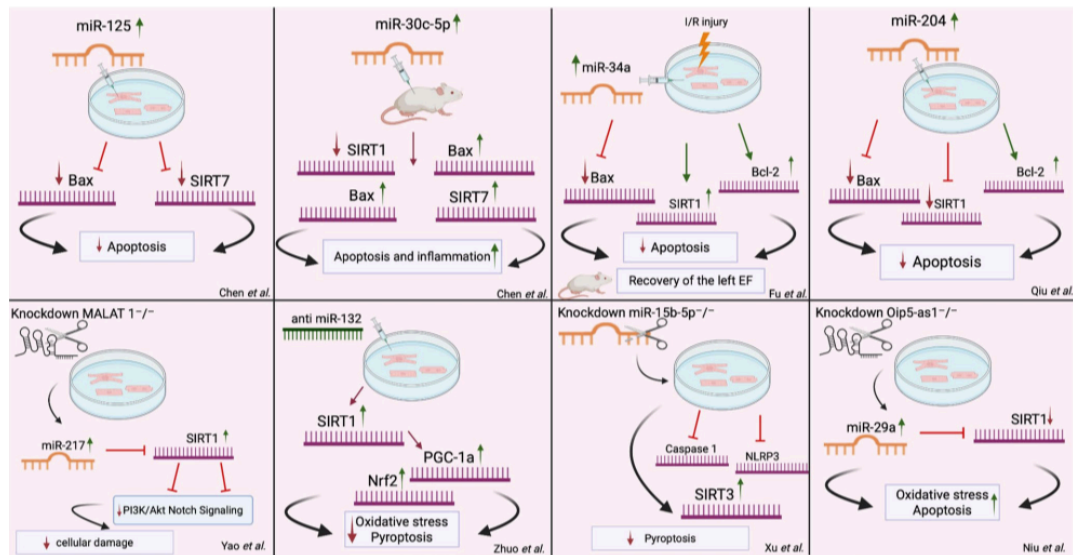 miR-125
Bax
SIRT7
Apoptosis
Chen et al.
miR-30c-5p
SIRT1
Bax
Bax
SIRT7
Apoptosis and inflammation
Chen et al.
I/R injury
miR-34a
Bax
SIRT1
Bcl-2
Apoptosis
Recovery of the left EF
Fu et al.
miR-204
Bax
SIRT1
Bcl-2
Apoptosis
Qiu et al.
Knockdown MALAT 1⁻/⁻
miR-217
SIRT1
PI3K/Akt Notch Signaling
cellular damage
Yao et al.
anti miR-132
SIRT1
PGC-1a
Nrf2
Oxidative stress
Pyroptosis
Zhuo et al.
Knockdown miR-15b-5p⁻/⁻
Caspase 1
NLRP3
SIRT3
Pyroptosis
Xu et al.
Knockdown Oip5-as1⁻/⁻
miR-29a
SIRT1
Oxidative stress
Apoptosis
Niu et al.